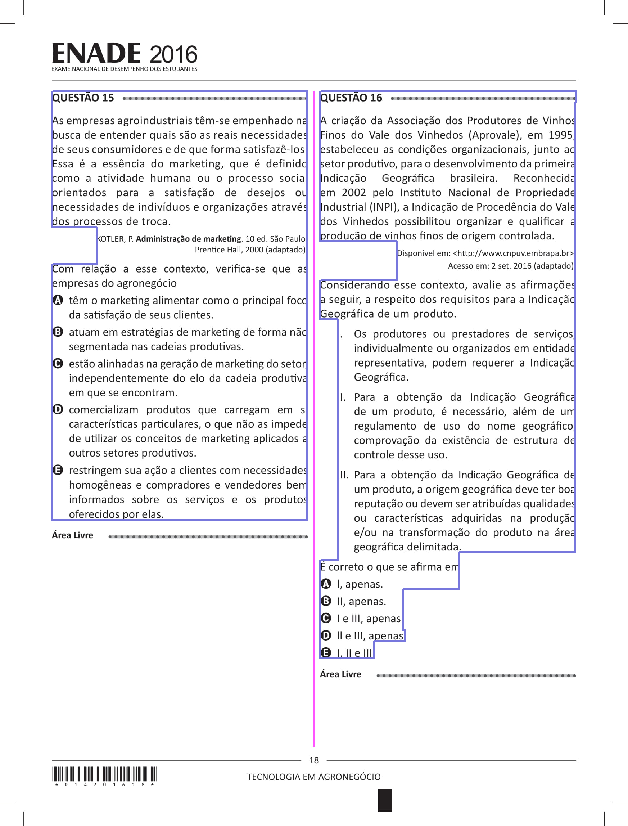 ENADE 2016
EXAME NACIONAL DE DESEMPENHO DOS ESTUDANTES
QUESTÃO 15
As empresas agroindustriais têm-se empenhado na
busca de entender quais são as reais necessidades
de seus consumidores e de que forma satisfazê-los.
Essa é a essência do marketing, que é definido
como a atividade humana ou o processo social
orientados para a satisfação de desejos ou
necessidades de indivíduos e organizações através
dos processos de troca.
KOTLER, P. Administração de marketing. 10 ed. São Paulo:
Prentice Hall, 2000 (adaptado).
Com relação a esse contexto, verifica-se que as
empresas do agronegócio
A têm o marketing alimentar como o principal foco
da satisfação de seus clientes.
B atuam em estratégias de marketing de forma não
segmentada nas cadeias produtivas.
C estão alinhadas na geração de marketing do setor,
independentemente do elo da cadeia produtiva
em que se encontram.
D comercializam produtos que carregam em si
características particulares, o que não as impede
de utilizar os conceitos de marketing aplicados a
outros setores produtivos.
E restringem sua ação a clientes com necessidades
homogêneas e compradores e vendedores bem
informados sobre os serviços e os produtos
oferecidos por elas.
Área Livre
QUESTÃO 16
A criação da Associação dos Produtores de Vinhos
Finos do Vale dos Vinhedos (Aprovale), em 1995,
estabeleceu as condições organizacionais, junto ao
setor produtivo, para o desenvolvimento da primeira
Indicação Geográfica brasileira. Reconhecida
em 2002 pelo Instituto Nacional de Propriedade
Industrial (INPI), a Indicação de Procedência do Vale
dos Vinhedos possibilitou organizar e qualificar a
produção de vinhos finos de origem controlada.
Disponível em: <http://www.cnpuv.embrapa.br>.
Acesso em: 2 set. 2016 (adaptado).
Considerando esse contexto, avalie as afirmações
a seguir, a respeito dos requisitos para a Indicação
Geográfica de um produto.
I. Os produtores ou prestadores de serviços,
individualmente ou organizados em entidade
representativa, podem requerer a Indicação
Geográfica.
II. Para a obtenção da Indicação Geográfica
de um produto, é necessário, além de um
regulamento de uso do nome geográfico,
comprovação da existência de estrutura de
controle desse uso.
III. Para a obtenção da Indicação Geográfica de
um produto, a origem geográfica deve ter boa
reputação ou devem ser atribuídas qualidades
ou características adquiridas na produção
e/ou na transformação do produto na área
geográfica delimitada.
É correto o que se afirma em
A I, apenas.
B II, apenas.
C I e III, apenas.
D II e III, apenas.
E I, II e III.
Área Livre
18
TECNOLOGIA EM AGRONEGÓCIO